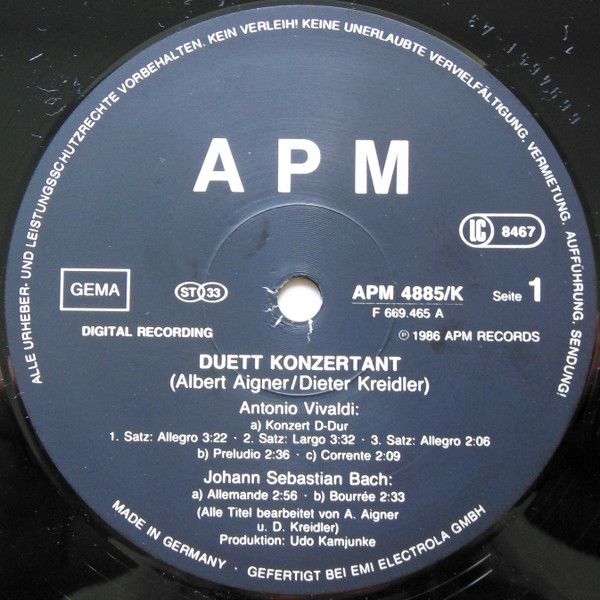 ALLE URHEBER- UND LEISTUNGSSCHUTZRECHTE VORBEHALTEN. KEIN VERLEIH! KEINE UNERLAUBTE VERVIELFÄLTIGUNG, VERMIETUNG, AUFFÜHRUNG, SENDUNG!
A P M
LC 8467
GEMA
ST 33
APM 4885/K Seite 1
F 669.465 A
DIGITAL RECORDING
℗ 1986 APM RECORDS
DUETT KONZERTANT
(Albert Aigner/Dieter Kreidler)
Antonio Vivaldi:
a) Konzert D-Dur
1. Satz: Allegro 3:22 · 2. Satz: Largo 3:32 · 3. Satz: Allegro 2:06
b) Preludio 2:36 · c) Corrente 2:09
Johann Sebastian Bach:
a) Allemande 2:56 · b) Bourrée 2:33
(Alle Titel bearbeitet von A. Aigner
u. D. Kreidler)
Produktion: Udo Kamjunke
MADE IN GERMANY · GEFERTIGT BEI EMI ELECTROLA GMBH